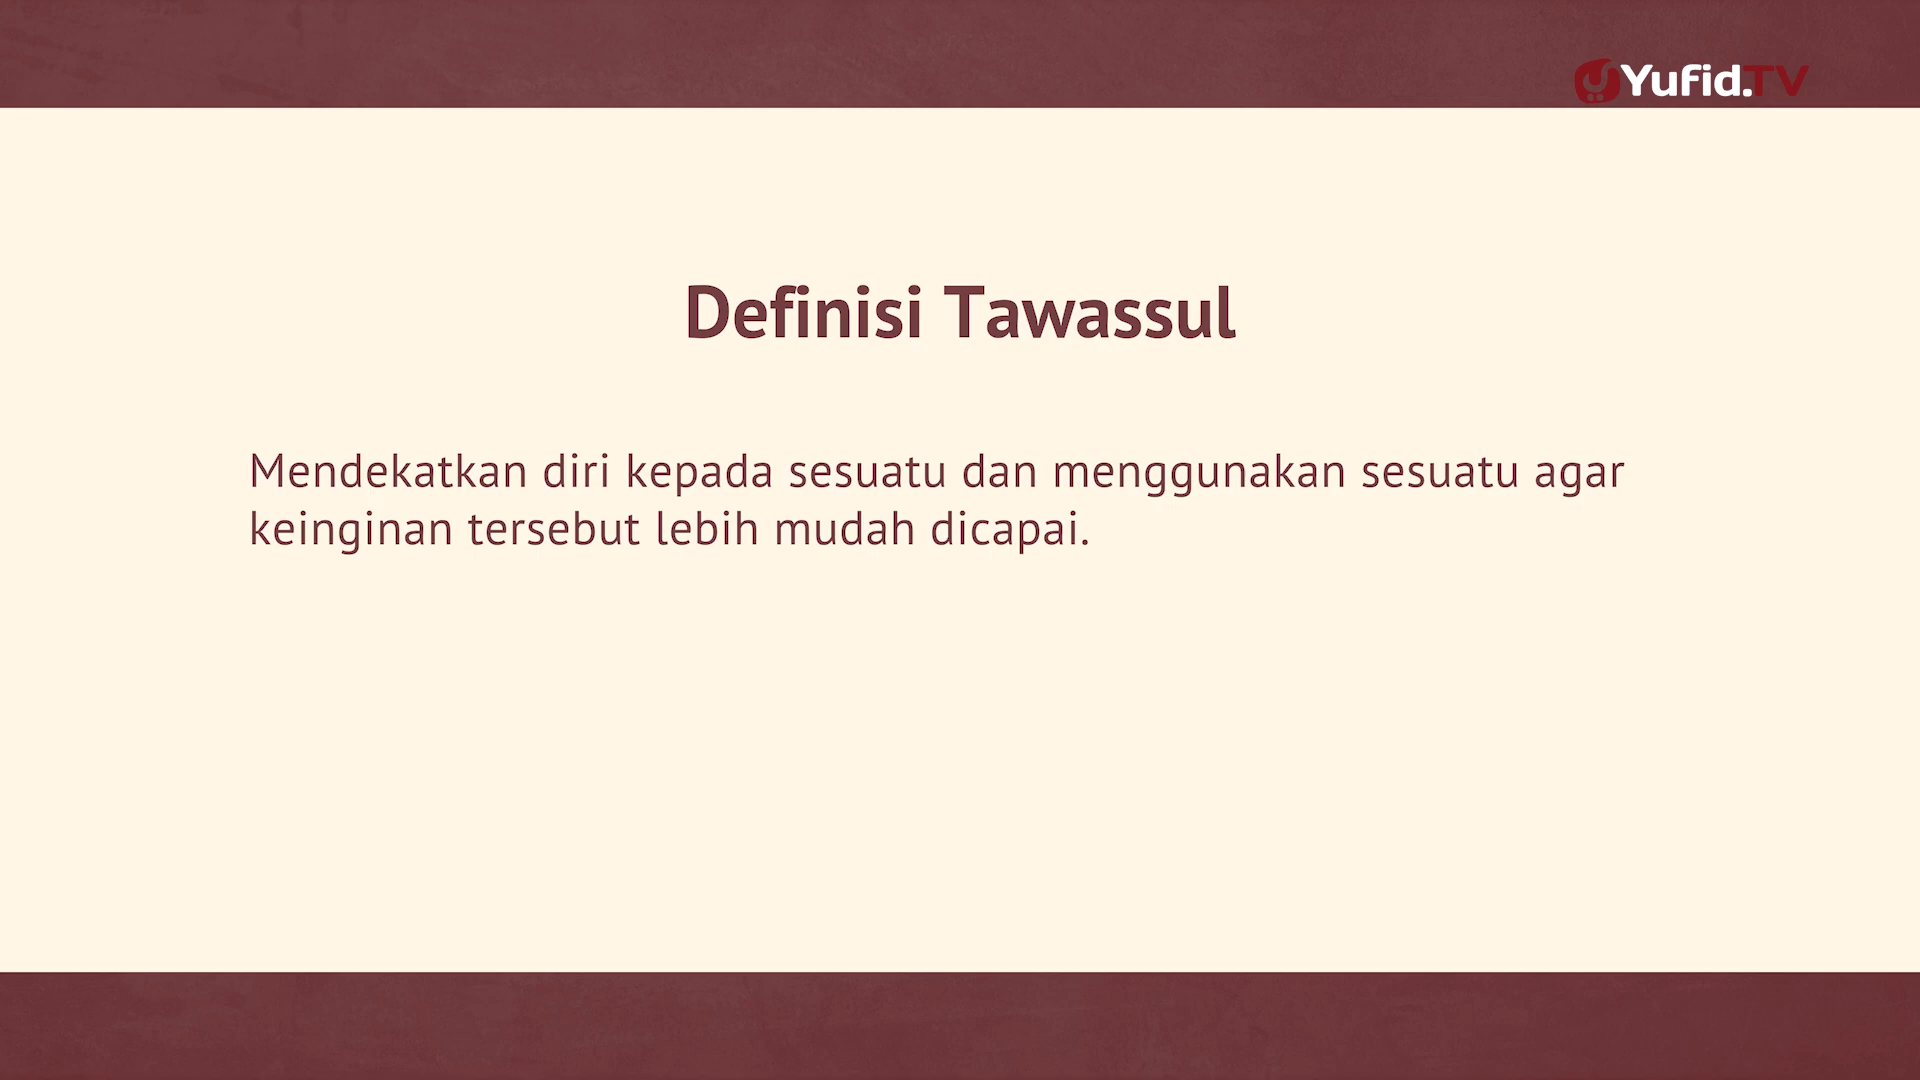 Yufid.TV
Definisi Tawassul
Mendekatkan diri kepada sesuatu dan menggunakan sesuatu agar
keinginan tersebut lebih mudah dicapai.